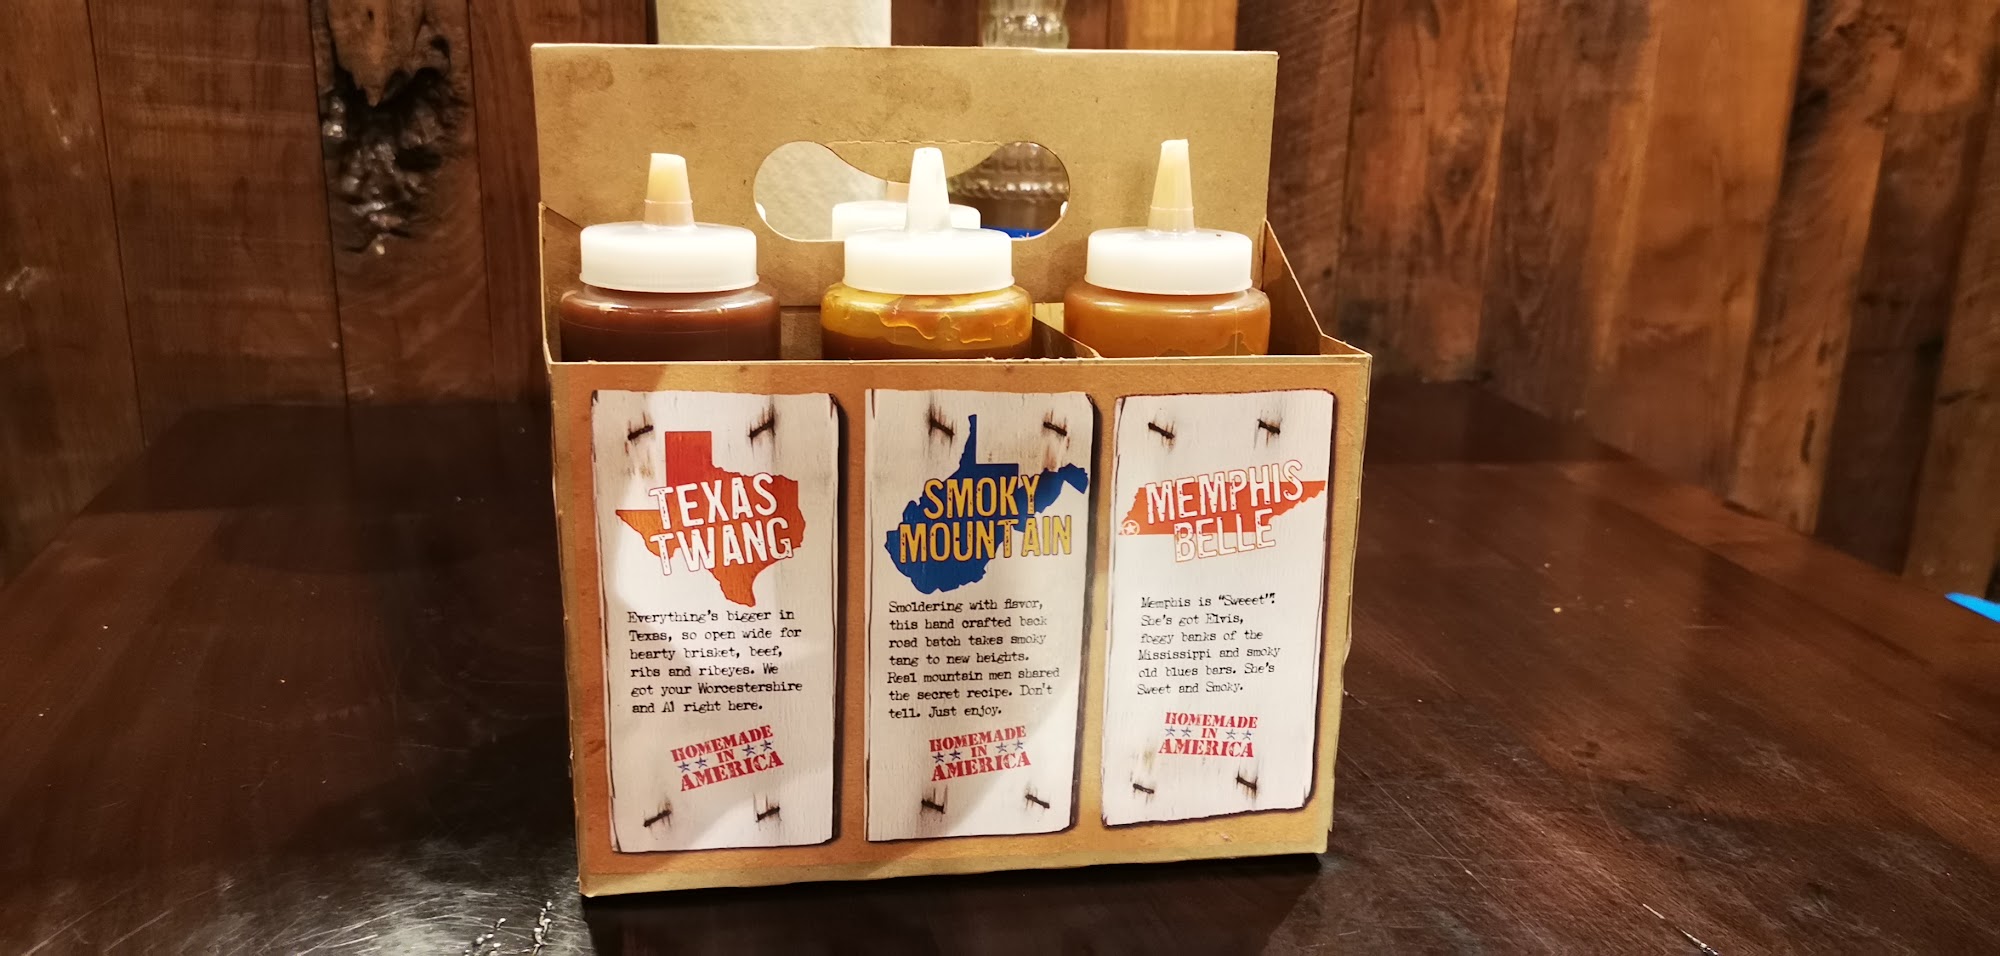 TEXAS
TWANG
Everything's bigger in
Texas, so open wide for
hearty brisket, beef,
ribs and ribeyes. We
got your Worcestershire
and A1 right here.
HOMEMADE
IN
AMERICA
SMOKY
MOUNTAIN
Smoldering with flavor,
this hand crafted back
road batch takes smoky
tang to new heights.
Real mountain men shared
the secret recipe. Don't
tell. Just enjoy.
HOMEMADE
IN
AMERICA
MEMPHIS
BELLE
Memphis is "Sweeet"!
She's got Elvis,
foggy banks of the
Mississippi and smoky
old blues bars. She's
Sweet and Smoky.
HOMEMADE
IN
AMERICA